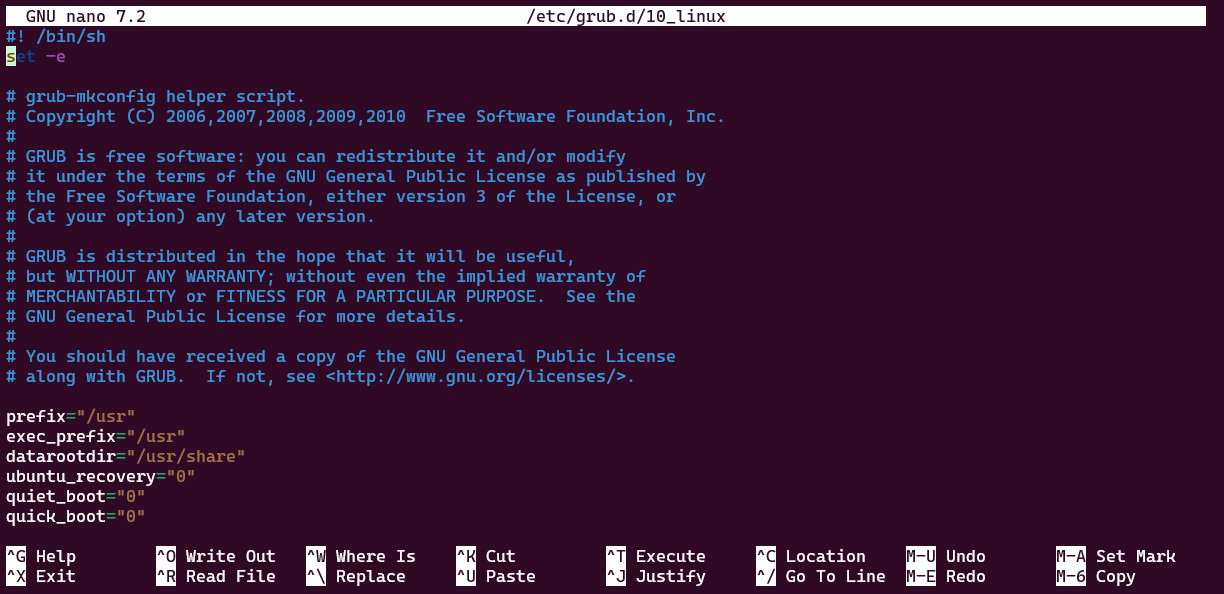 GNU nano 7.2 /etc/grub.d/10_linux
#! /bin/sh
set -e
# grub-mkconfig helper script.
# Copyright (C) 2006,2007,2008,2009,2010  Free Software Foundation, Inc.
#
# GRUB is free software: you can redistribute it and/or modify
# it under the terms of the GNU General Public License as published by
# the Free Software Foundation, either version 3 of the License, or
# (at your option) any later version.
#
# GRUB is distributed in the hope that it will be useful,
# but WITHOUT ANY WARRANTY; without even the implied warranty of
# MERCHANTABILITY or FITNESS FOR A PARTICULAR PURPOSE.  See the
# GNU General Public License for more details.
#
# You should have received a copy of the GNU General Public License
# along with GRUB.  If not, see <http://www.gnu.org/licenses/>.
prefix="/usr"
exec_prefix="/usr"
datarootdir="/usr/share"
ubuntu_recovery="0"
quiet_boot="0"
quick_boot="0"
^G Help ^O Write Out ^W Where Is ^K Cut ^T Execute ^C Location M-U Undo M-A Set Mark
^X Exit ^R Read File ^\ Replace ^U Paste ^J Justify ^/ Go To Line M-E Redo M-6 Copy